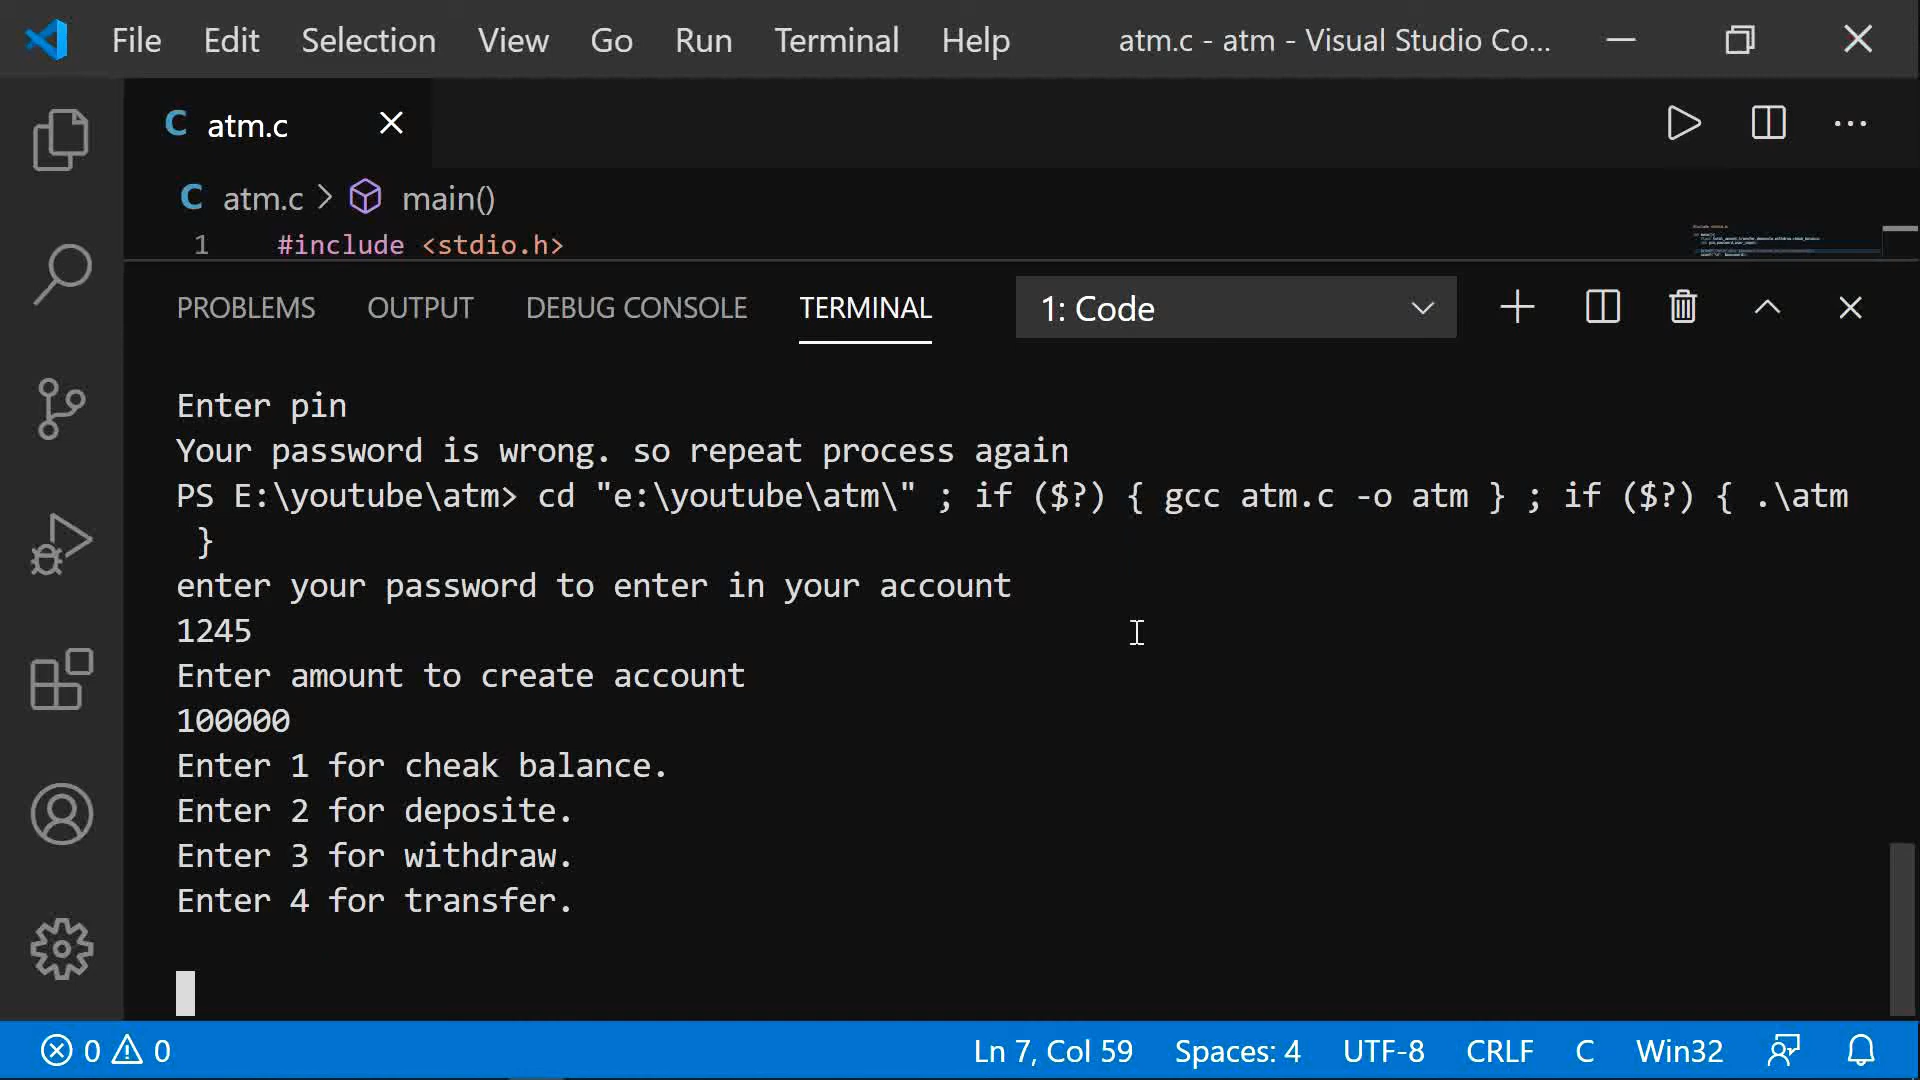 File Edit Selection View Go Run Terminal Help atm.c - atm - Visual Studio Co...
C atm.c
C atm.c > main()
1 #include <stdio.h>
PROBLEMS OUTPUT DEBUG CONSOLE TERMINAL 1: Code
Enter pin
Your password is wrong. so repeat process again
PS E:\youtube\atm> cd "e:\youtube\atm\" ; if ($?) { gcc atm.c -o atm } ; if ($?) { .\atm
}
enter your password to enter in your account
1245
Enter amount to create account
100000
Enter 1 for cheak balance.
Enter 2 for deposite.
Enter 3 for withdraw.
Enter 4 for transfer.
0 0 Ln 7, Col 59 Spaces: 4 UTF-8 CRLF C Win32